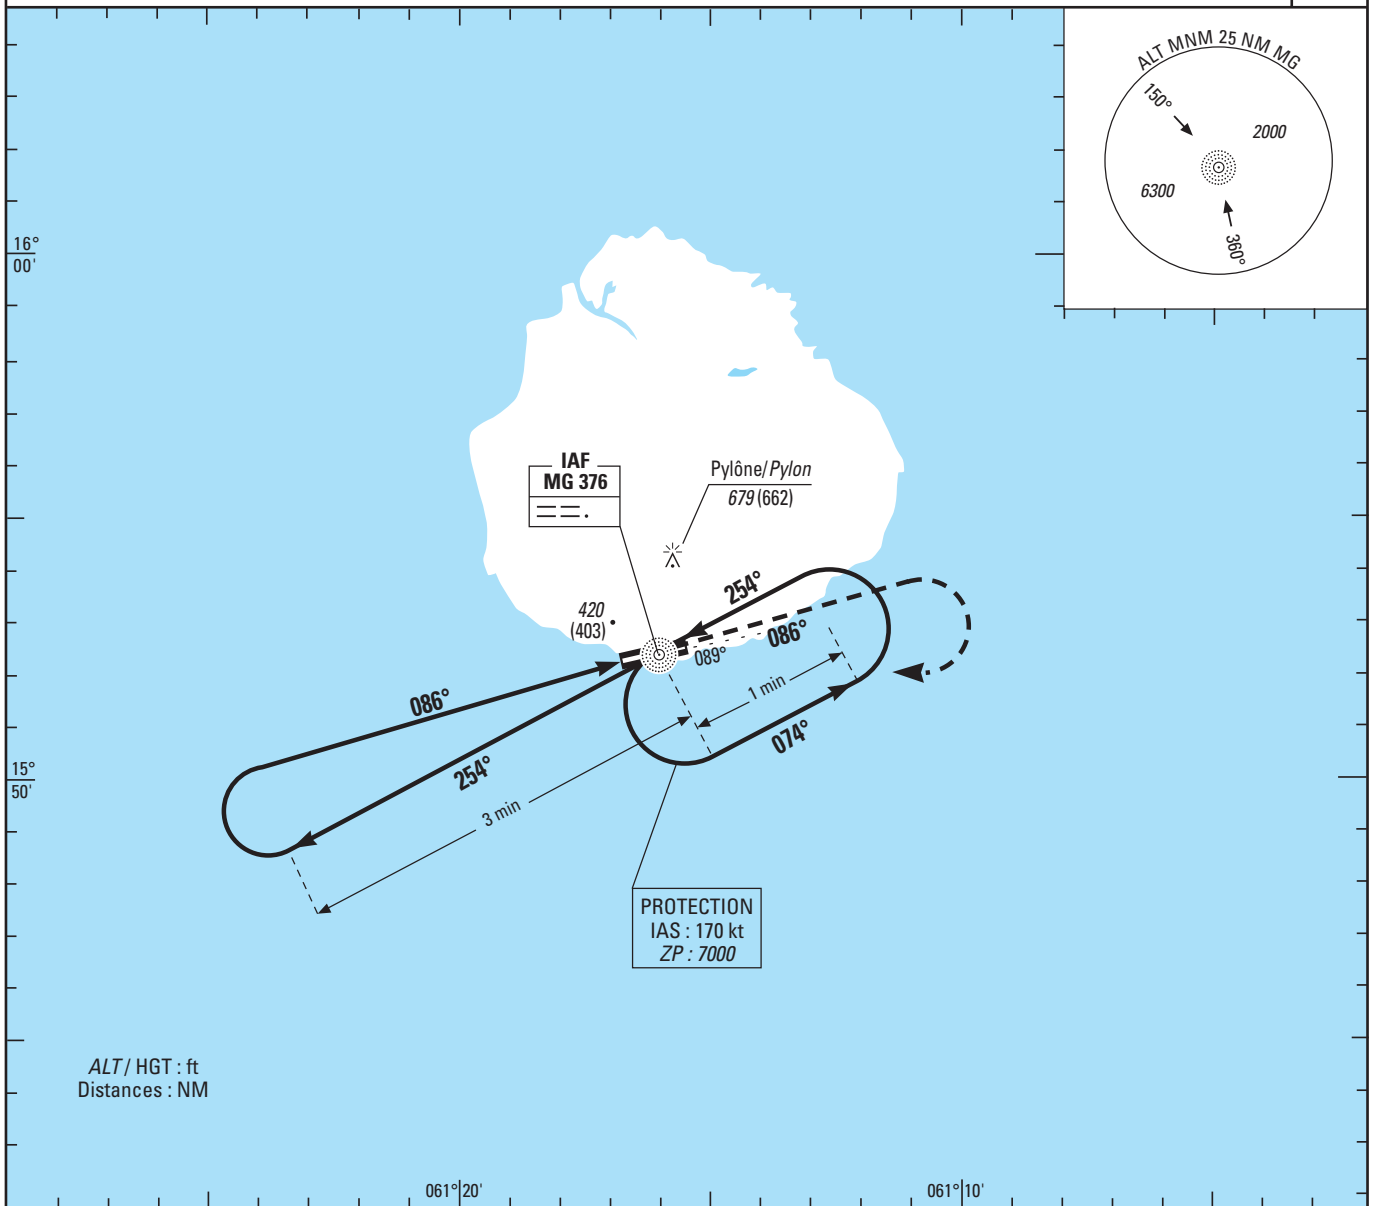 ALT MNM 25 NM MG
150°
2000
6300
360°
16°
00'
IAF
MG 376
Pylône/Pylon
679 (662)
420
(403)
254°
086°
089°
086°
1 min
074°
254°
3 min
15°
50'
PROTECTION
IAS : 170 kt
ZP : 7000
ALT / HGT : ft
Distances : NM
061°20'
061°10'